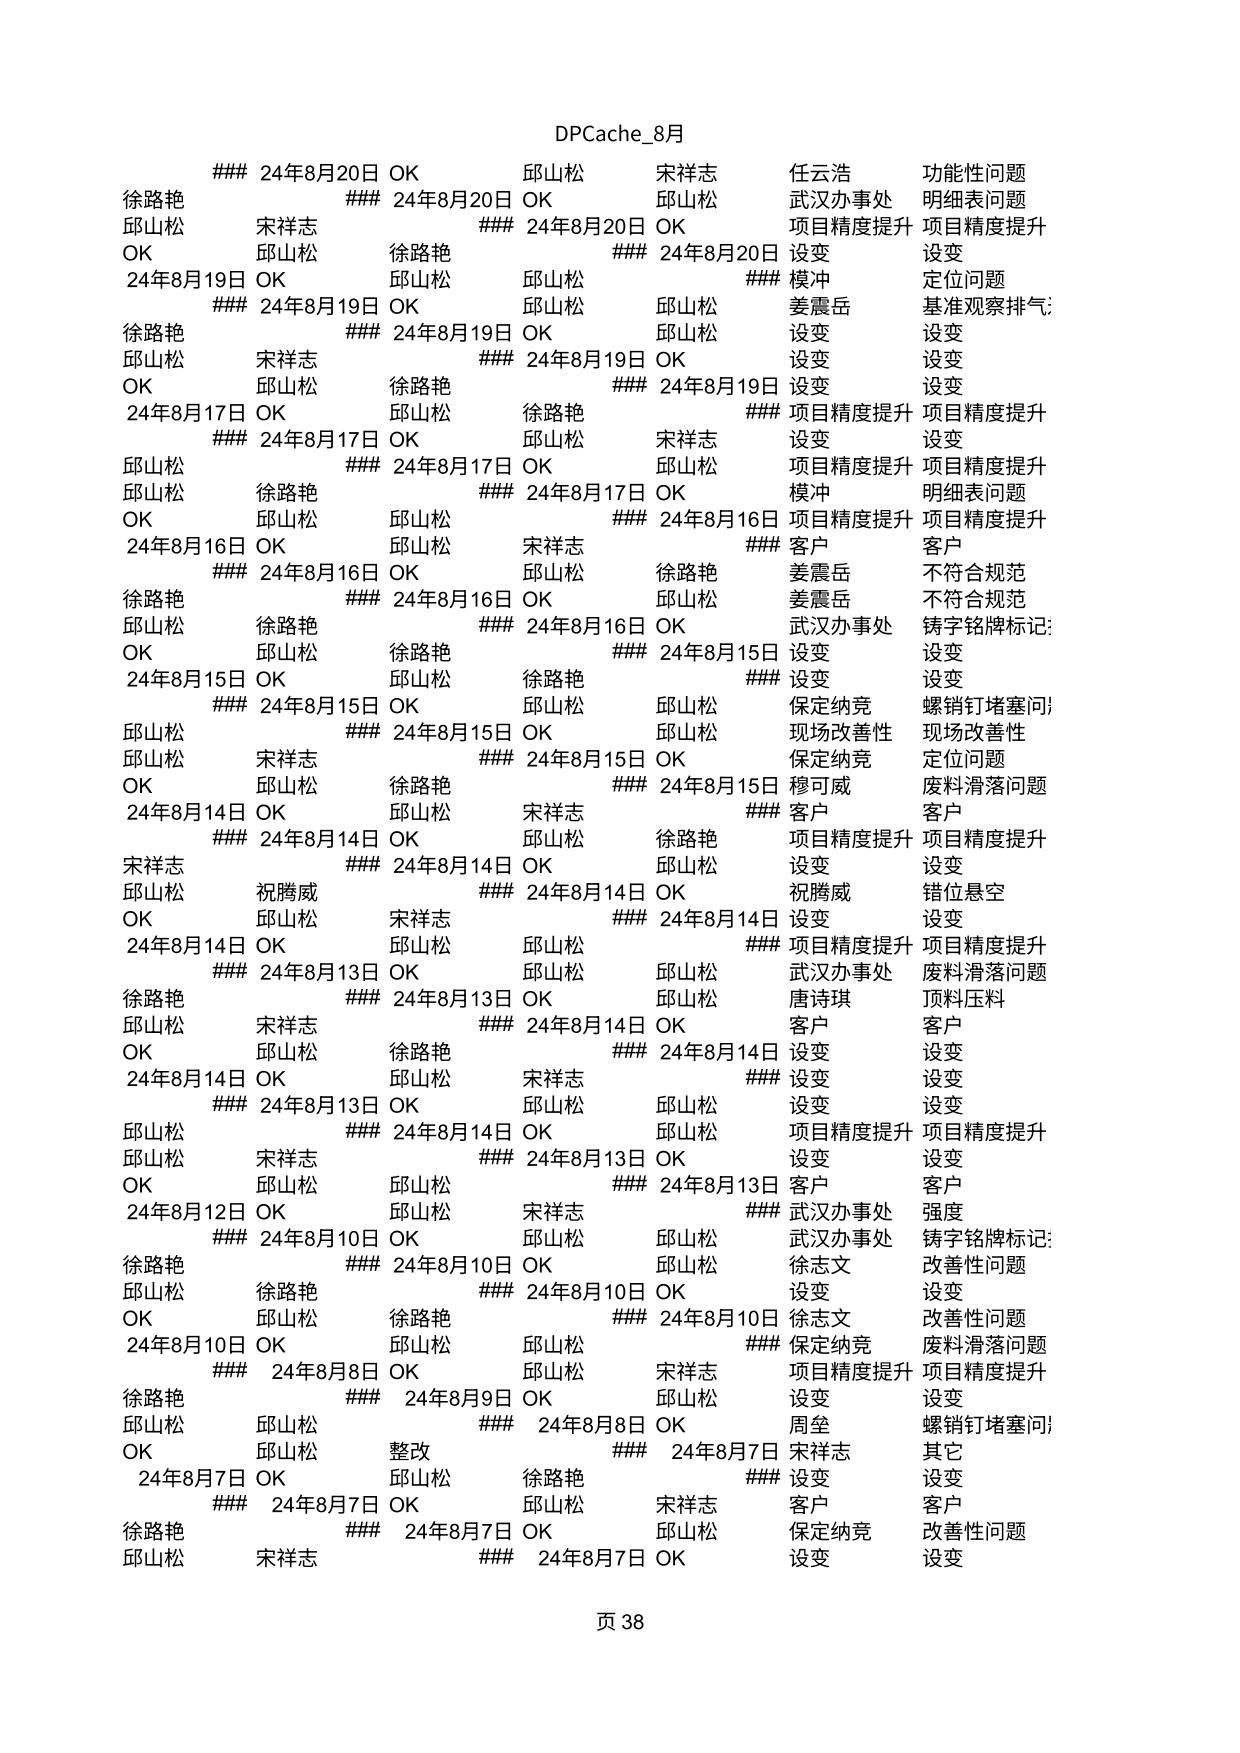 DPCache_8月
### 24年8月20日 OK 邱山松 宋祥志 任云浩 功能性问题
徐路艳 ### 24年8月20日 OK 邱山松 武汉办事处 明细表问题
邱山松 宋祥志 ### 24年8月20日 OK 项目精度提升 项目精度提升
OK 邱山松 徐路艳 ### 24年8月20日 设变 设变
24年8月19日 OK 邱山松 邱山松 ### 模冲 定位问题
### 24年8月19日 OK 邱山松 邱山松 姜震岳 基准观察排气
徐路艳 ### 24年8月19日 OK 邱山松 设变 设变
邱山松 宋祥志 ### 24年8月19日 OK 设变 设变
OK 邱山松 徐路艳 ### 24年8月19日 设变 设变
24年8月17日 OK 邱山松 徐路艳 ### 项目精度提升 项目精度提升
### 24年8月17日 OK 邱山松 宋祥志 设变 设变
邱山松 ### 24年8月17日 OK 邱山松 项目精度提升 项目精度提升
邱山松 徐路艳 ### 24年8月17日 OK 模冲 明细表问题
OK 邱山松 邱山松 ### 24年8月16日 项目精度提升 项目精度提升
24年8月16日 OK 邱山松 宋祥志 ### 客户 客户
### 24年8月16日 OK 邱山松 徐路艳 姜震岳 不符合规范
徐路艳 ### 24年8月16日 OK 邱山松 姜震岳 不符合规范
邱山松 徐路艳 ### 24年8月16日 OK 武汉办事处 铸字铭牌标记
OK 邱山松 徐路艳 ### 24年8月15日 设变 设变
24年8月15日 OK 邱山松 徐路艳 ### 设变 设变
### 24年8月15日 OK 邱山松 邱山松 保定纳竞 螺销钉堵塞问
邱山松 ### 24年8月15日 OK 邱山松 现场改善性 现场改善性
邱山松 宋祥志 ### 24年8月15日 OK 保定纳竞 定位问题
OK 邱山松 徐路艳 ### 24年8月15日 穆可威 废料滑落问题
24年8月14日 OK 邱山松 宋祥志 ### 客户 客户
### 24年8月14日 OK 邱山松 徐路艳 项目精度提升 项目精度提升
宋祥志 ### 24年8月14日 OK 邱山松 设变 设变
邱山松 祝腾威 ### 24年8月14日 OK 祝腾威 错位悬空
OK 邱山松 宋祥志 ### 24年8月14日 设变 设变
24年8月14日 OK 邱山松 邱山松 ### 项目精度提升 项目精度提升
### 24年8月13日 OK 邱山松 邱山松 武汉办事处 废料滑落问题
徐路艳 ### 24年8月13日 OK 邱山松 唐诗琪 顶料压料
邱山松 宋祥志 ### 24年8月14日 OK 客户 客户
OK 邱山松 徐路艳 ### 24年8月14日 设变 设变
24年8月14日 OK 邱山松 宋祥志 ### 设变 设变
### 24年8月13日 OK 邱山松 邱山松 设变 设变
邱山松 ### 24年8月14日 OK 邱山松 项目精度提升 项目精度提升
邱山松 宋祥志 ### 24年8月13日 OK 设变 设变
OK 邱山松 邱山松 ### 24年8月13日 客户 客户
24年8月12日 OK 邱山松 宋祥志 ### 武汉办事处 强度
### 24年8月10日 OK 邱山松 邱山松 武汉办事处 铸字铭牌标记
徐路艳 ### 24年8月10日 OK 邱山松 徐志文 改善性问题
邱山松 徐路艳 ### 24年8月10日 OK 设变 设变
OK 邱山松 徐路艳 ### 24年8月10日 徐志文 改善性问题
24年8月10日 OK 邱山松 邱山松 ### 保定纳竞 废料滑落问题
### 24年8月8日 OK 邱山松 宋祥志 项目精度提升 项目精度提升
徐路艳 ### 24年8月9日 OK 邱山松 设变 设变
邱山松 邱山松 ### 24年8月8日 OK 周垒 螺销钉堵塞问
OK 邱山松 整改 ### 24年8月7日 宋祥志 其它
24年8月7日 OK 邱山松 徐路艳 ### 设变 设变
### 24年8月7日 OK 邱山松 宋祥志 客户 客户
徐路艳 ### 24年8月7日 OK 邱山松 保定纳竞 改善性问题
邱山松 宋祥志 ### 24年8月7日 OK 设变 设变
页 38